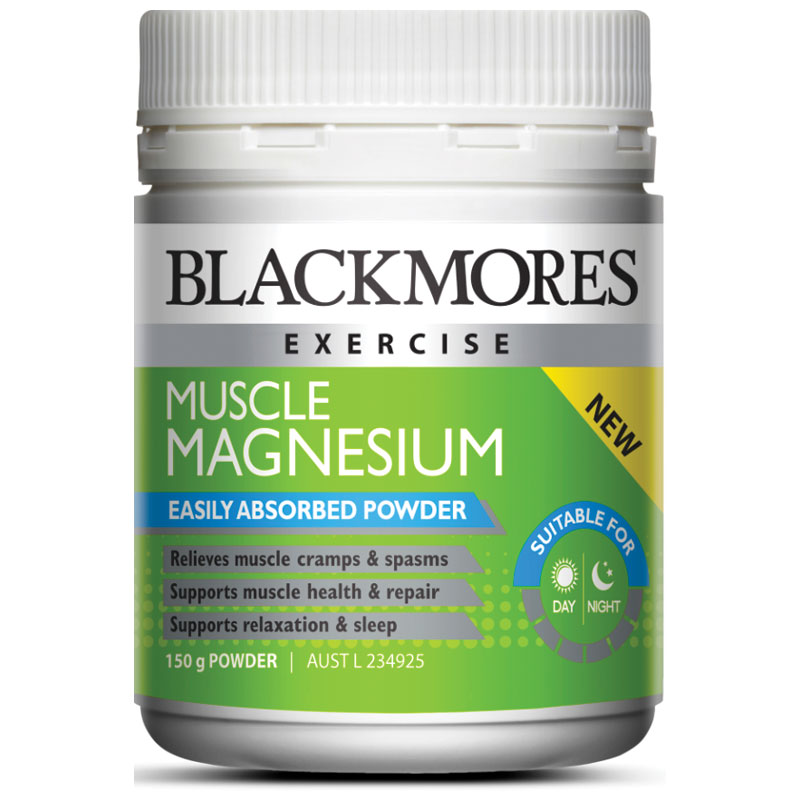 BLACKMORES
EXERCISE
MUSCLE
MAGNESIUM
NEW
EASILY ABSORBED POWDER
Relieves muscle cramps & spasms
Supports muscle health & repair
Supports relaxation & sleep
SUITABLE FOR
DAY | NIGHT
150 g POWDER | AUST L 234925